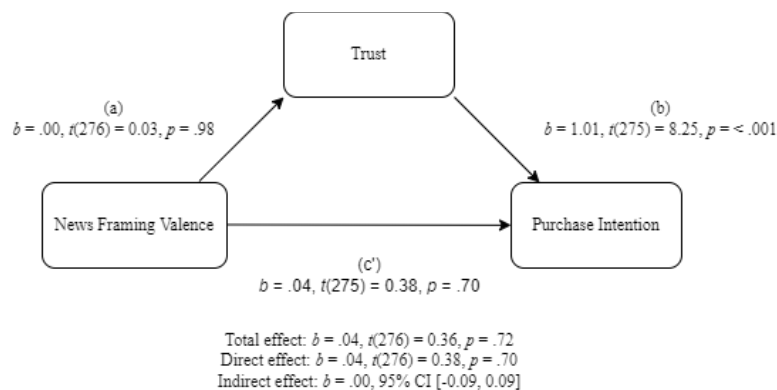 Trust
(a)
b = .00, t(276) = 0.03, p = .98
(b)
b = 1.01, t(275) = 8.25, p = < .001
News Framing Valence
Purchase Intention
(c')
b = .04, t(275) = 0.38, p = .70
Total effect: b = .04, t(276) = 0.36, p = .72
Direct effect: b = .04, t(276) = 0.38, p = .70
Indirect effect: b = .00, 95% CI [-0.09, 0.09]